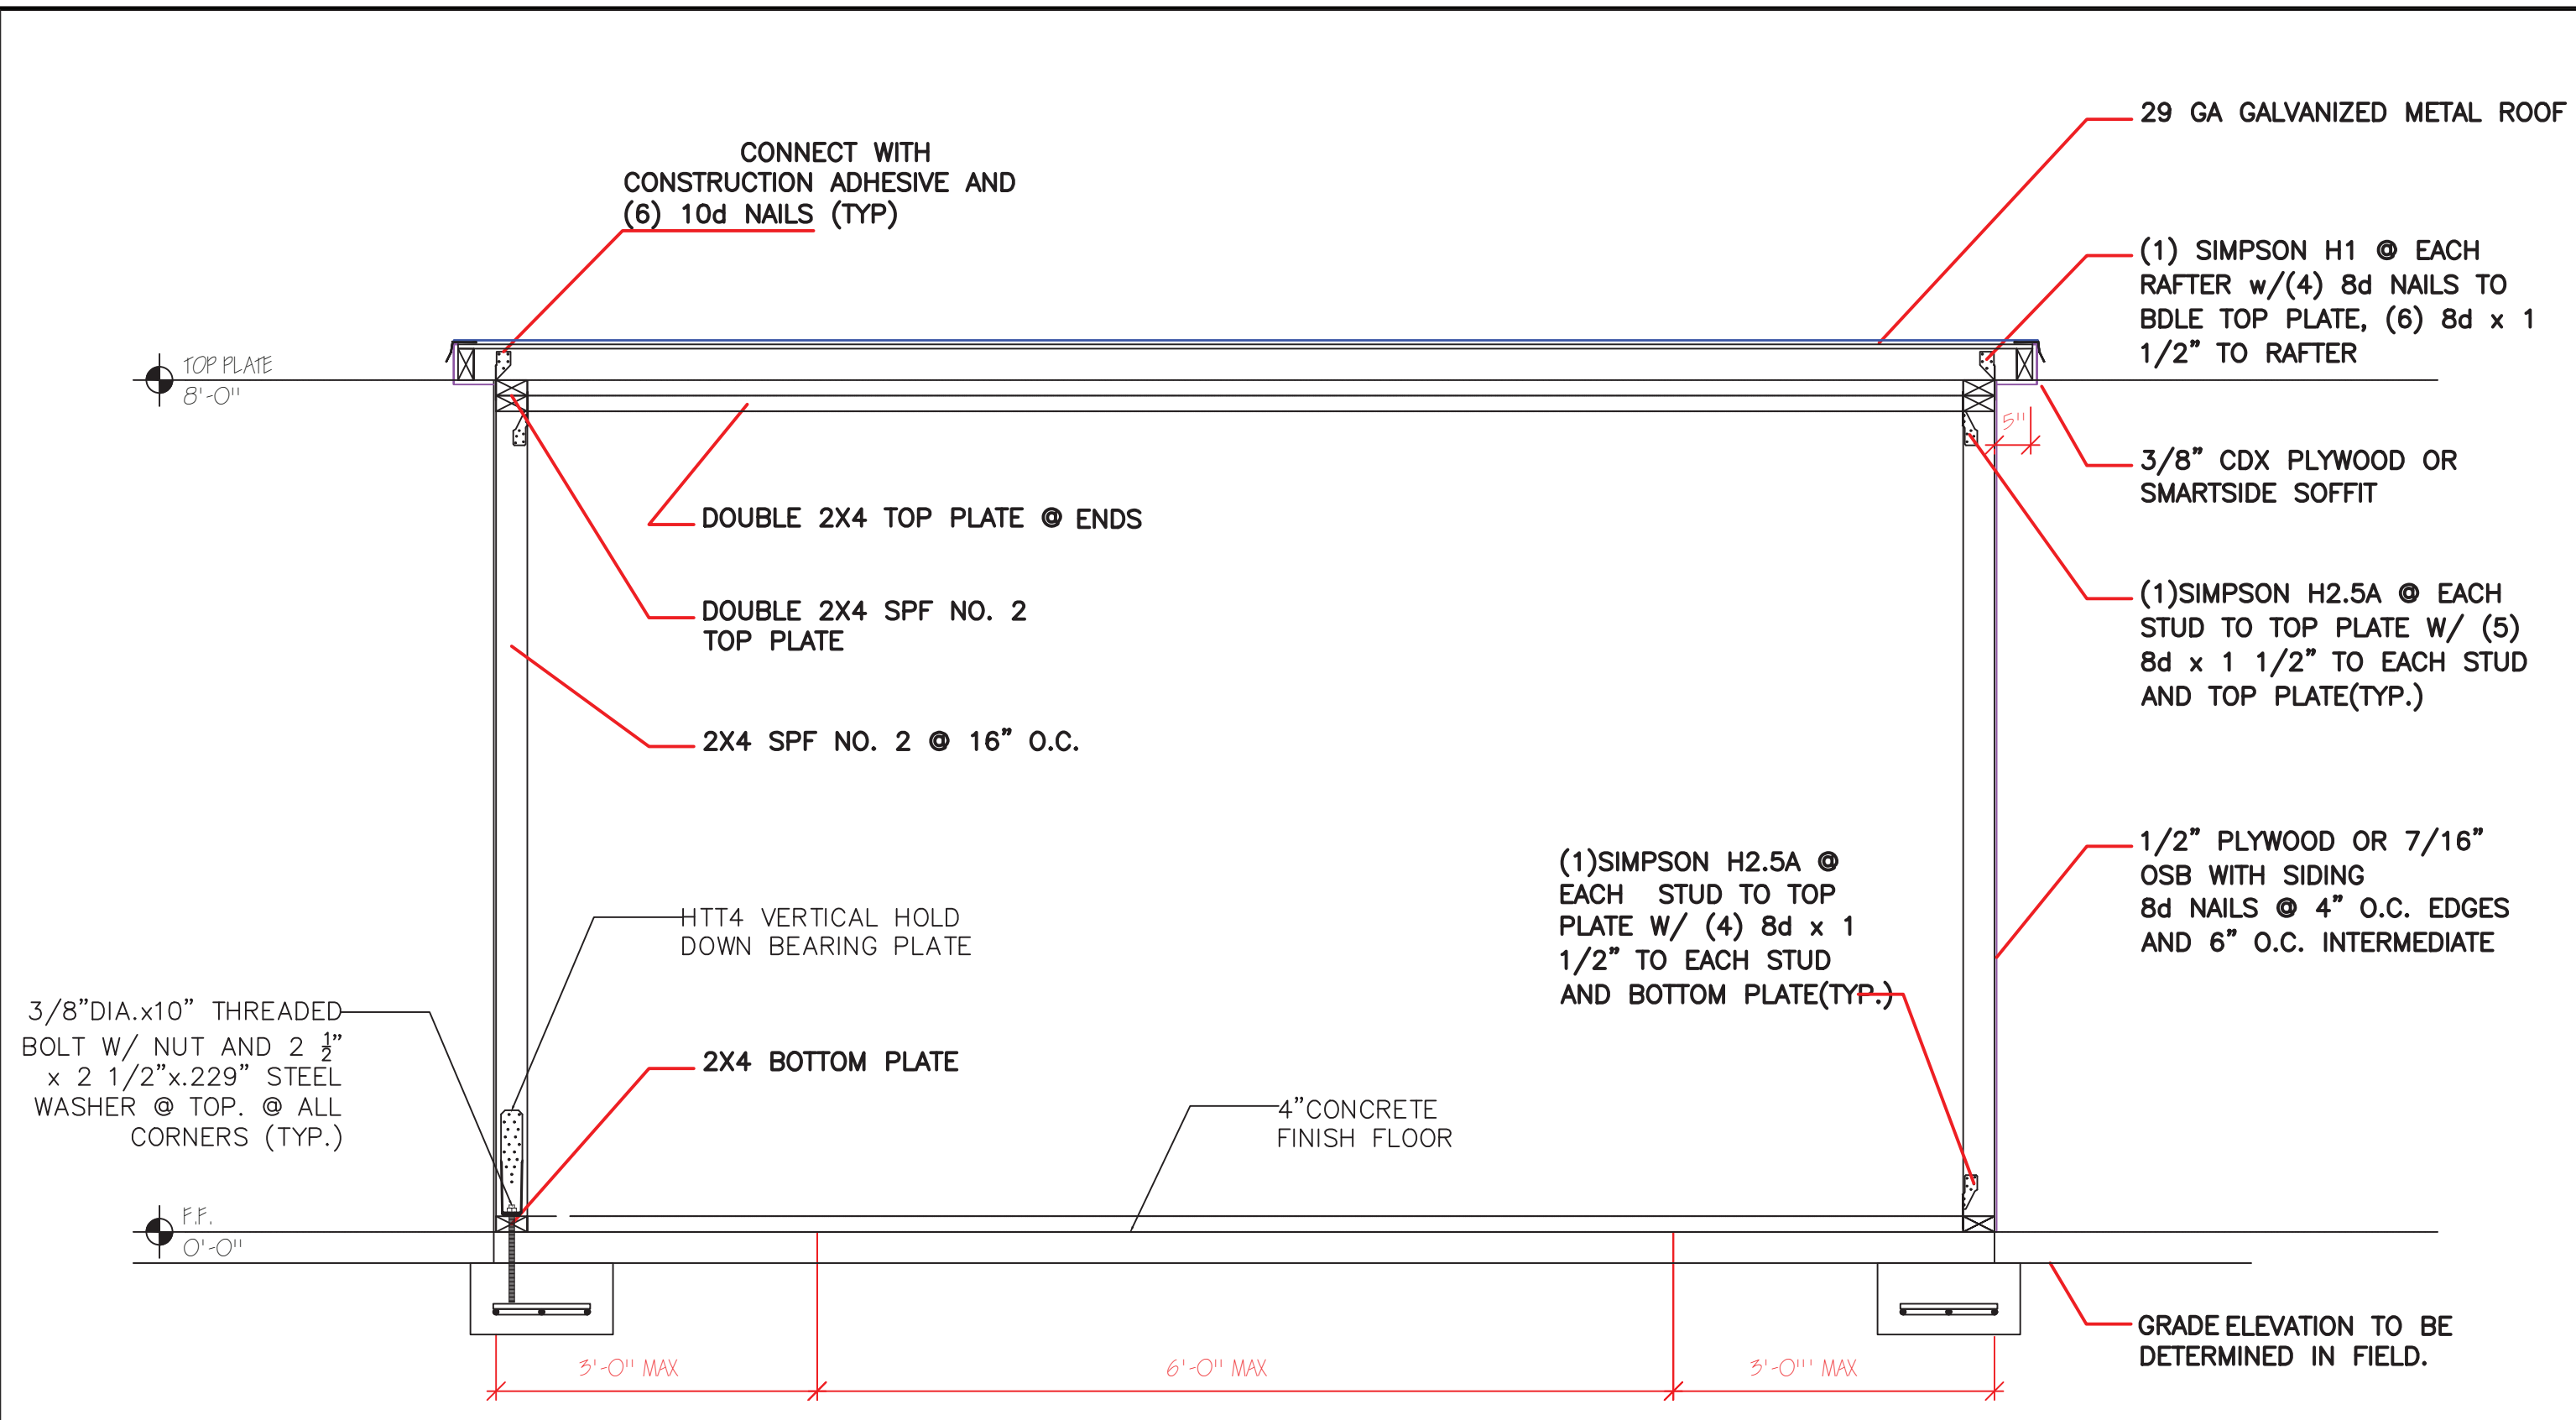 29 GA GALVANIZED METAL ROOF
CONNECT WITH
CONSTRUCTION ADHESIVE AND
(6) 10d NAILS (TYP)
(1) SIMPSON H1 @ EACH
RAFTER w/(4) 8d NAILS TO
BDLE TOP PLATE, (6) 8d x 1
1/2" TO RAFTER
TOP PLATE
8'-0"
5"
3/8" CDX PLYWOOD OR
SMARTSIDE SOFFIT
DOUBLE 2X4 TOP PLATE @ ENDS
DOUBLE 2X4 SPF NO. 2
TOP PLATE
(1)SIMPSON H2.5A @ EACH
STUD TO TOP PLATE W/ (5)
8d x 1 1/2" TO EACH STUD
AND TOP PLATE(TYP.)
2X4 SPF NO. 2 @ 16" O.C.
1/2" PLYWOOD OR 7/16"
OSB WITH SIDING
8d NAILS @ 4" O.C. EDGES
AND 6" O.C. INTERMEDIATE
(1)SIMPSON H2.5A @
EACH STUD TO TOP
PLATE W/ (4) 8d x 1
1/2" TO EACH STUD
AND BOTTOM PLATE(TYP.)
HTT4 VERTICAL HOLD
DOWN BEARING PLATE
3/8"DIA.x10" THREADED
BOLT W/ NUT AND 2 1/2"
x 2 1/2"x.229" STEEL
WASHER @ TOP. @ ALL
CORNERS (TYP.)
2X4 BOTTOM PLATE
4"CONCRETE
FINISH FLOOR
F.F.
0'-0"
GRADE ELEVATION TO BE
DETERMINED IN FIELD.
3'-0" MAX
6'-0" MAX
3'-0"' MAX